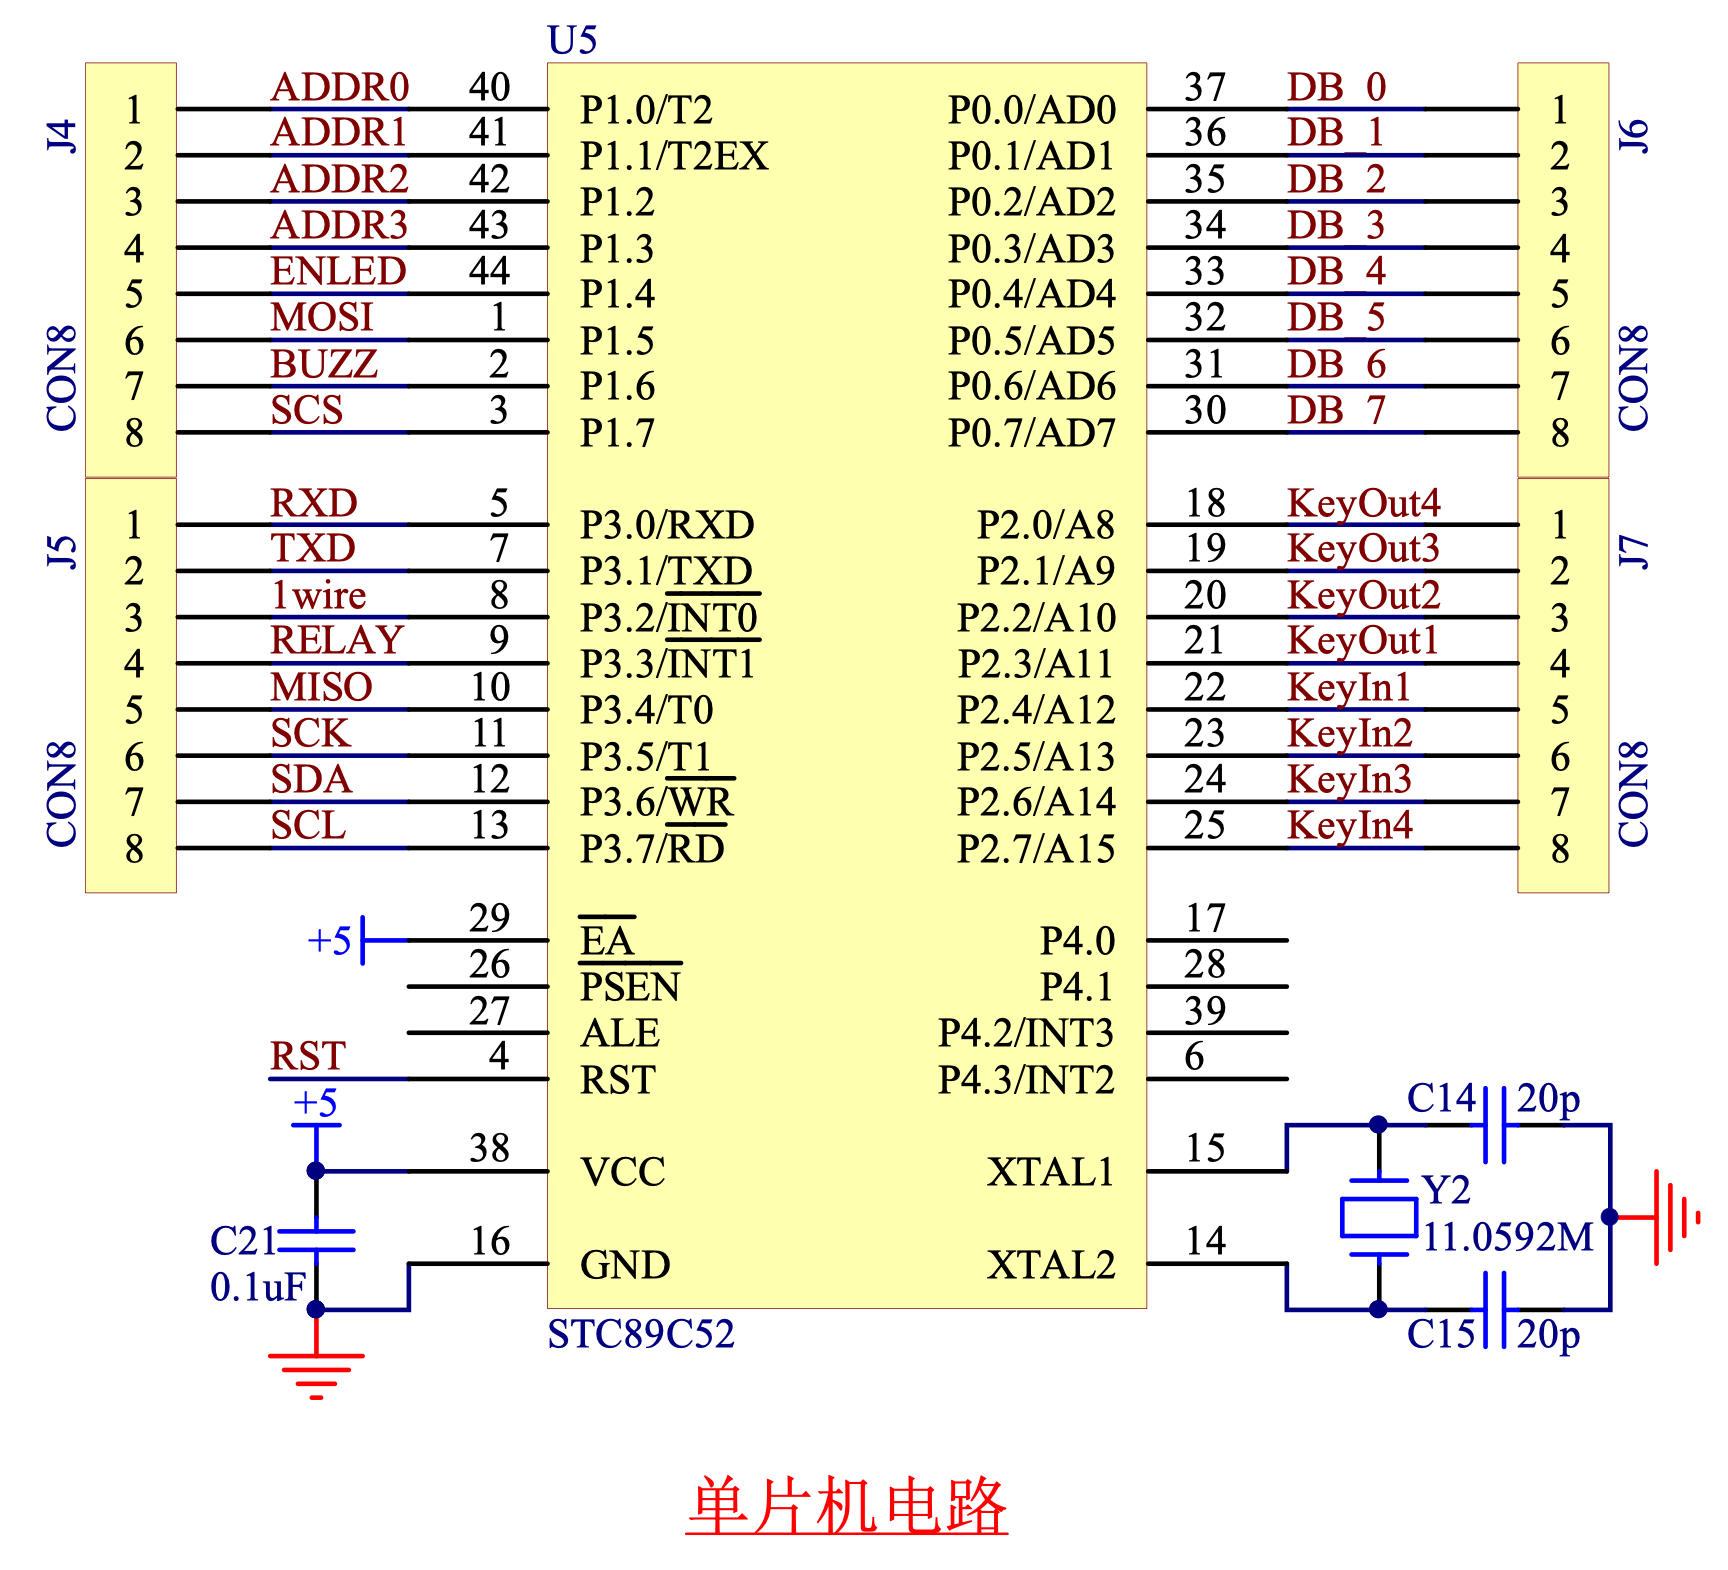 U5
J4
1 ADDR0 40 P1.0/T2
2 ADDR1 41 P1.1/T2EX
3 ADDR2 42 P1.2
4 ADDR3 43 P1.3
5 ENLED 44 P1.4
6 MOSI 1 P1.5
7 BUZZ 2 P1.6
8 SCS 3 P1.7
CON8
P0.0/AD0 37 DB_0 1
P0.1/AD1 36 DB_1 2
P0.2/AD2 35 DB_2 3
P0.3/AD3 34 DB_3 4
P0.4/AD4 33 DB_4 5
P0.5/AD5 32 DB_5 6
P0.6/AD6 31 DB_6 7
P0.7/AD7 30 DB_7 8
J6
CON8
J5
1 RXD 5 P3.0/RXD
2 TXD 7 P3.1/TXD
3 1wire 8 P3.2/INT0
4 RELAY 9 P3.3/INT1
5 MISO 10 P3.4/T0
6 SCK 11 P3.5/T1
7 SDA 12 P3.6/WR
8 SCL 13 P3.7/RD
CON8
P2.0/A8 18 KeyOut4 1
P2.1/A9 19 KeyOut3 2
P2.2/A10 20 KeyOut2 3
P2.3/A11 21 KeyOut1 4
P2.4/A12 22 KeyIn1 5
P2.5/A13 23 KeyIn2 6
P2.6/A14 24 KeyIn3 7
P2.7/A15 25 KeyIn4 8
J7
CON8
+5 29 EA
26 PSEN
27 ALE
RST 4 RST
P4.0 17
P4.1 28
P4.2/INT3 39
P4.3/INT2 6
+5
38 VCC
C21
0.1uF
16 GND
XTAL1 15
XTAL2 14
C14 20p
Y2
11.0592M
C15 20p
STC89C52
单片机电路